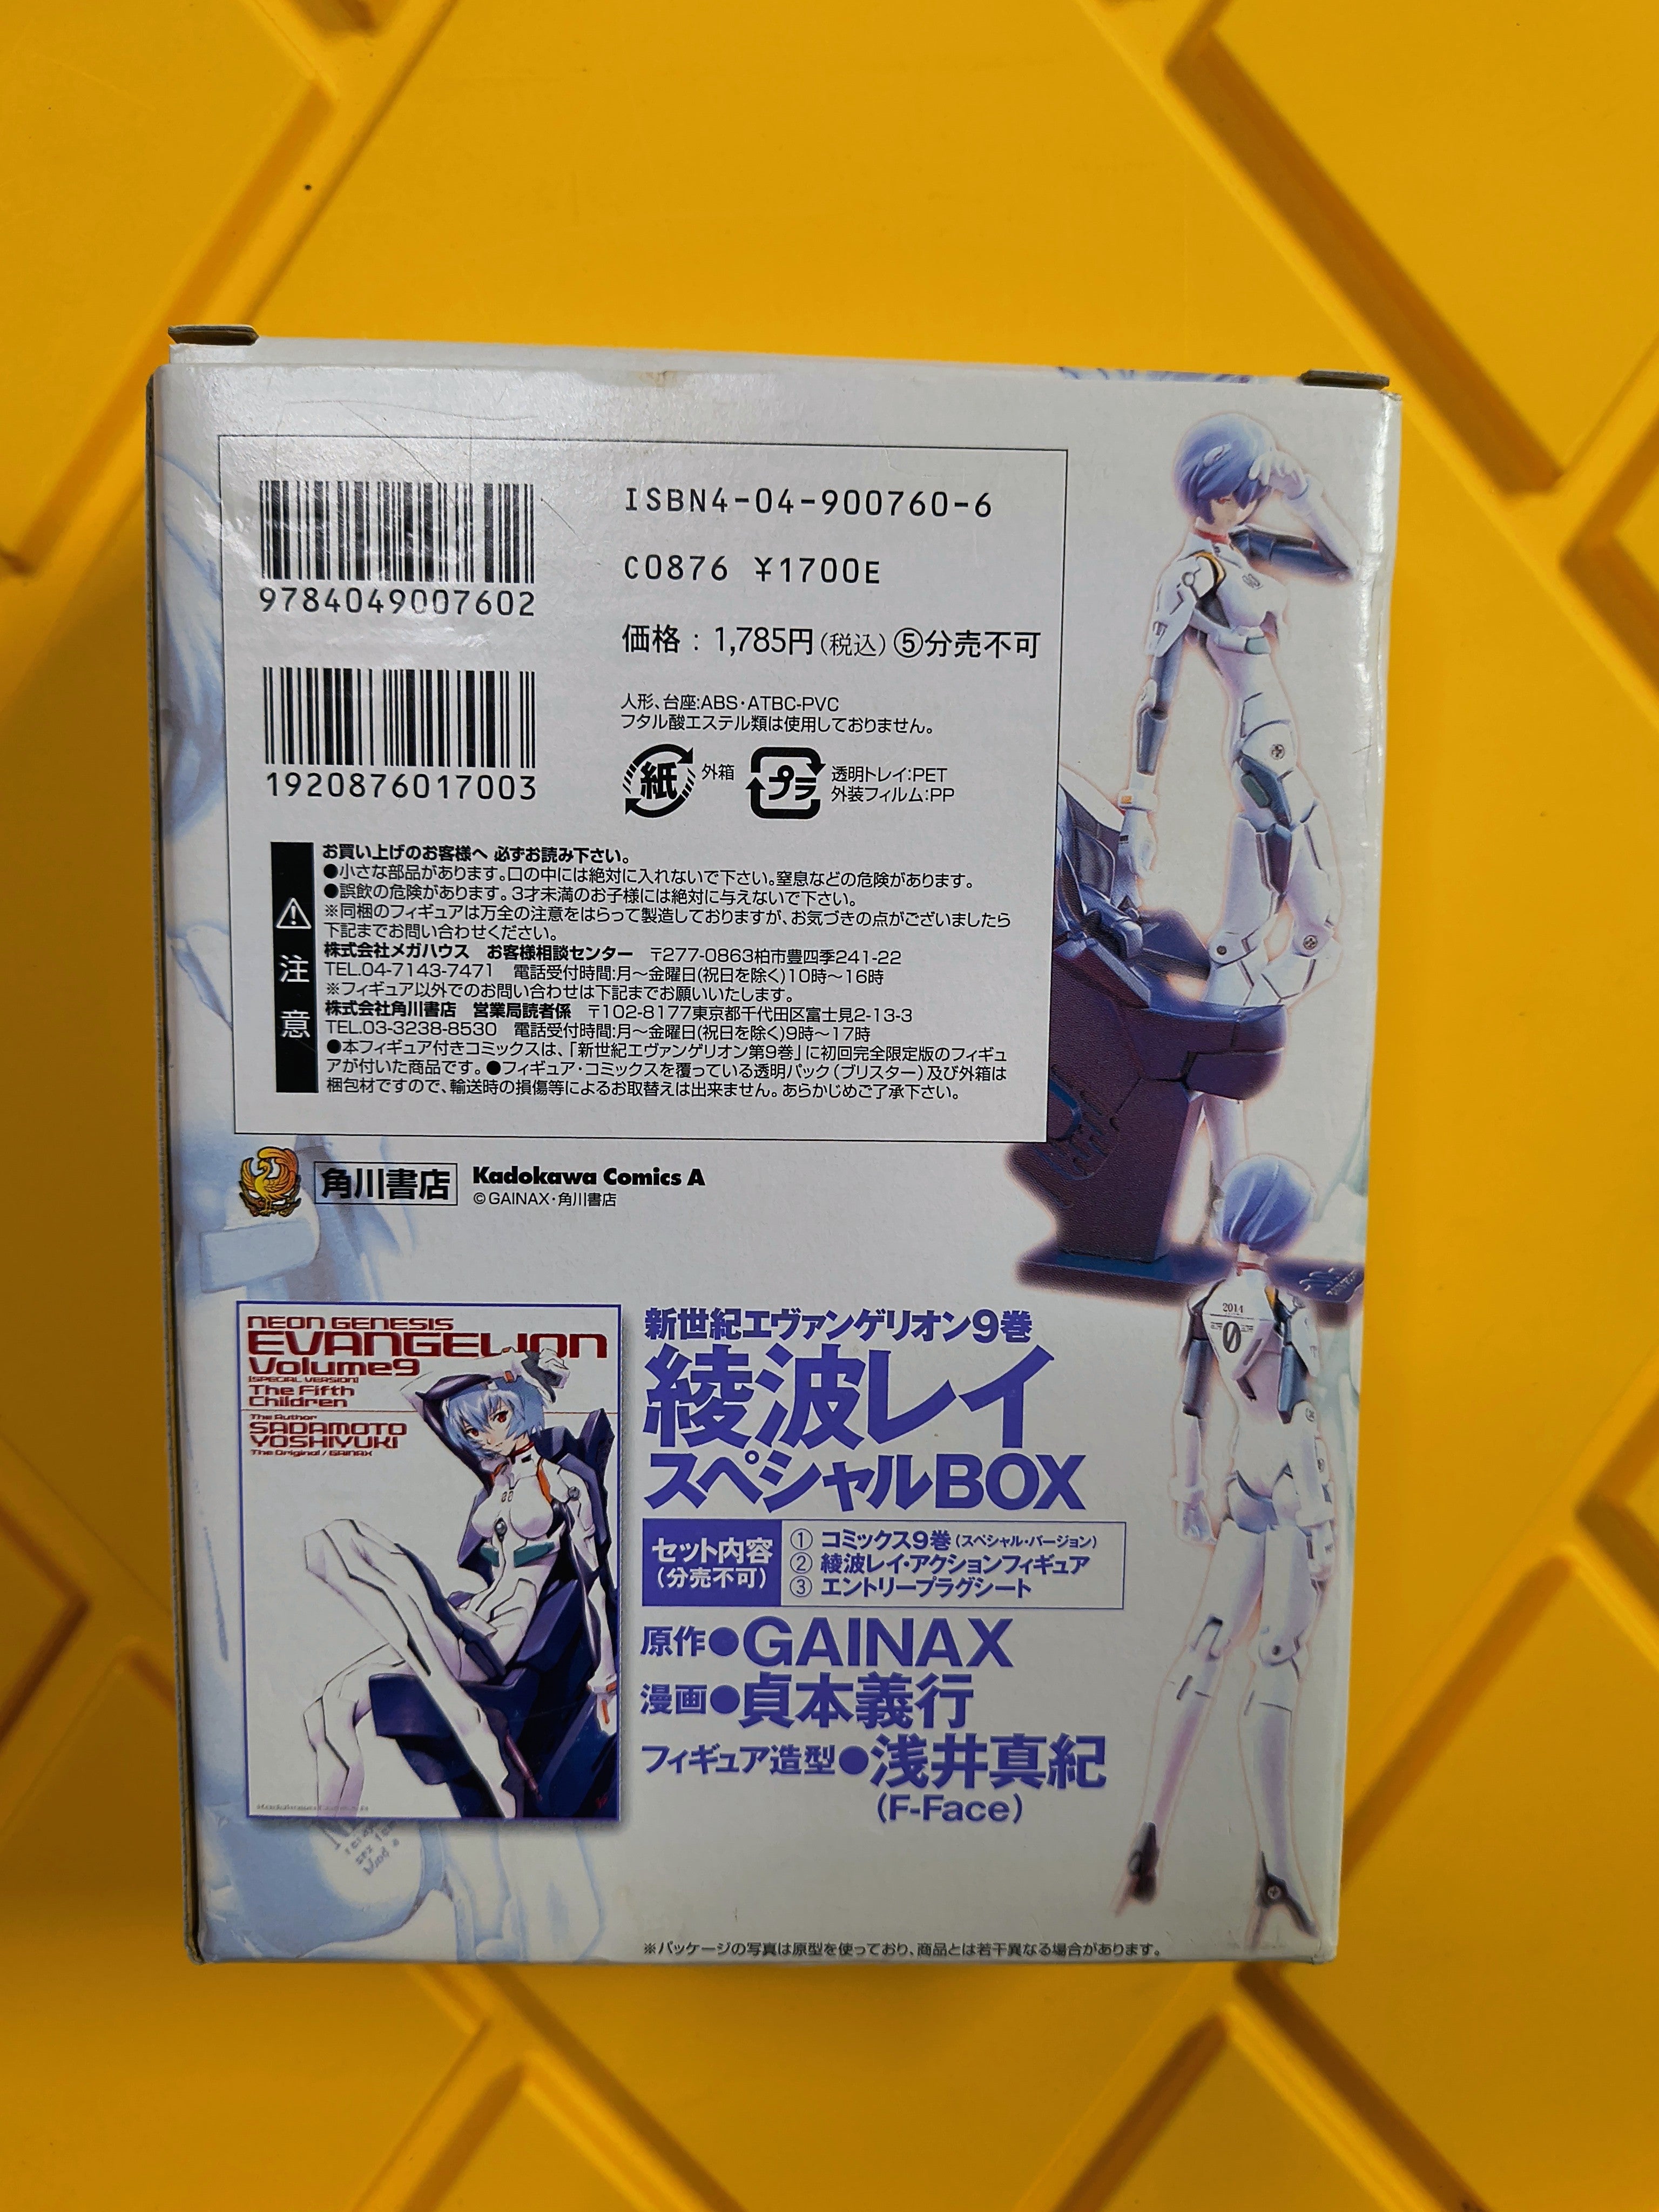 ISBN4-04-900760-6
C0876 ¥1700E
9784049007602
価格：1,785円(税込)⑤分売不可
1920876017003
人形、台座:ABS・ATBC-PVC
フタル酸エステル類は使用しておりません。
紙 外箱 プラ 透明トレイ:PET
外装フィルム:PP
注意
お買い上げのお客様へ 必ずお読み下さい。
●小さな部品があります。口の中には絶対に入れないで下さい。窒息などの危険があります。
●誤飲の危険があります。3才未満のお子様には絶対に与えないで下さい。
※同梱のフィギュアは万全の注意をはらって製造しておりますが、お気づきの点がございましたら
下記までお問い合わせください。
株式会社メガハウス お客様相談センター 〒277-0863柏市豊四季241-22
TEL.04-7143-7471 電話受付時間:月～金曜日(祝日を除く)10時～16時
※フィギュア以外でのお問い合わせは下記までお願いいたします。
株式会社角川書店 営業局読者係 〒102-8177東京都千代田区富士見2-13-3
TEL.03-3238-8530 電話受付時間:月～金曜日(祝日を除く)9時～17時
●本フィギュア付きコミックスは、「新世紀エヴァンゲリオン第9巻」に初回完全限定版のフィギュ
アが付いた商品です。●フィギュア・コミックスを覆っている透明パック(ブリスター)及び外箱は
梱包材ですので、輸送時の損傷等によるお取替えは出来ません。あらかじめご了承下さい。
角川書店 Kadokawa Comics A
©GAINAX・角川書店
NEON GENESIS
EVANGELION
Volume9
[SPECIAL VERSION]
The Fifth
Children
The Author
SADAMOTO
YOSHIYUKI
The Original / GAINAX
00
新世紀エヴァンゲリオン9巻
綾波レイ
スペシャルBOX
セット内容
(分売不可)
① コミックス9巻(スペシャル・バージョン)
② 綾波レイ・アクションフィギュア
③ エントリープラグシート
原作●GAINAX
漫画●貞本義行
フィギュア造型●浅井真紀
(F-Face)
2014
0
※パッケージの写真は原型を使っており、商品とは若干異なる場合があります。